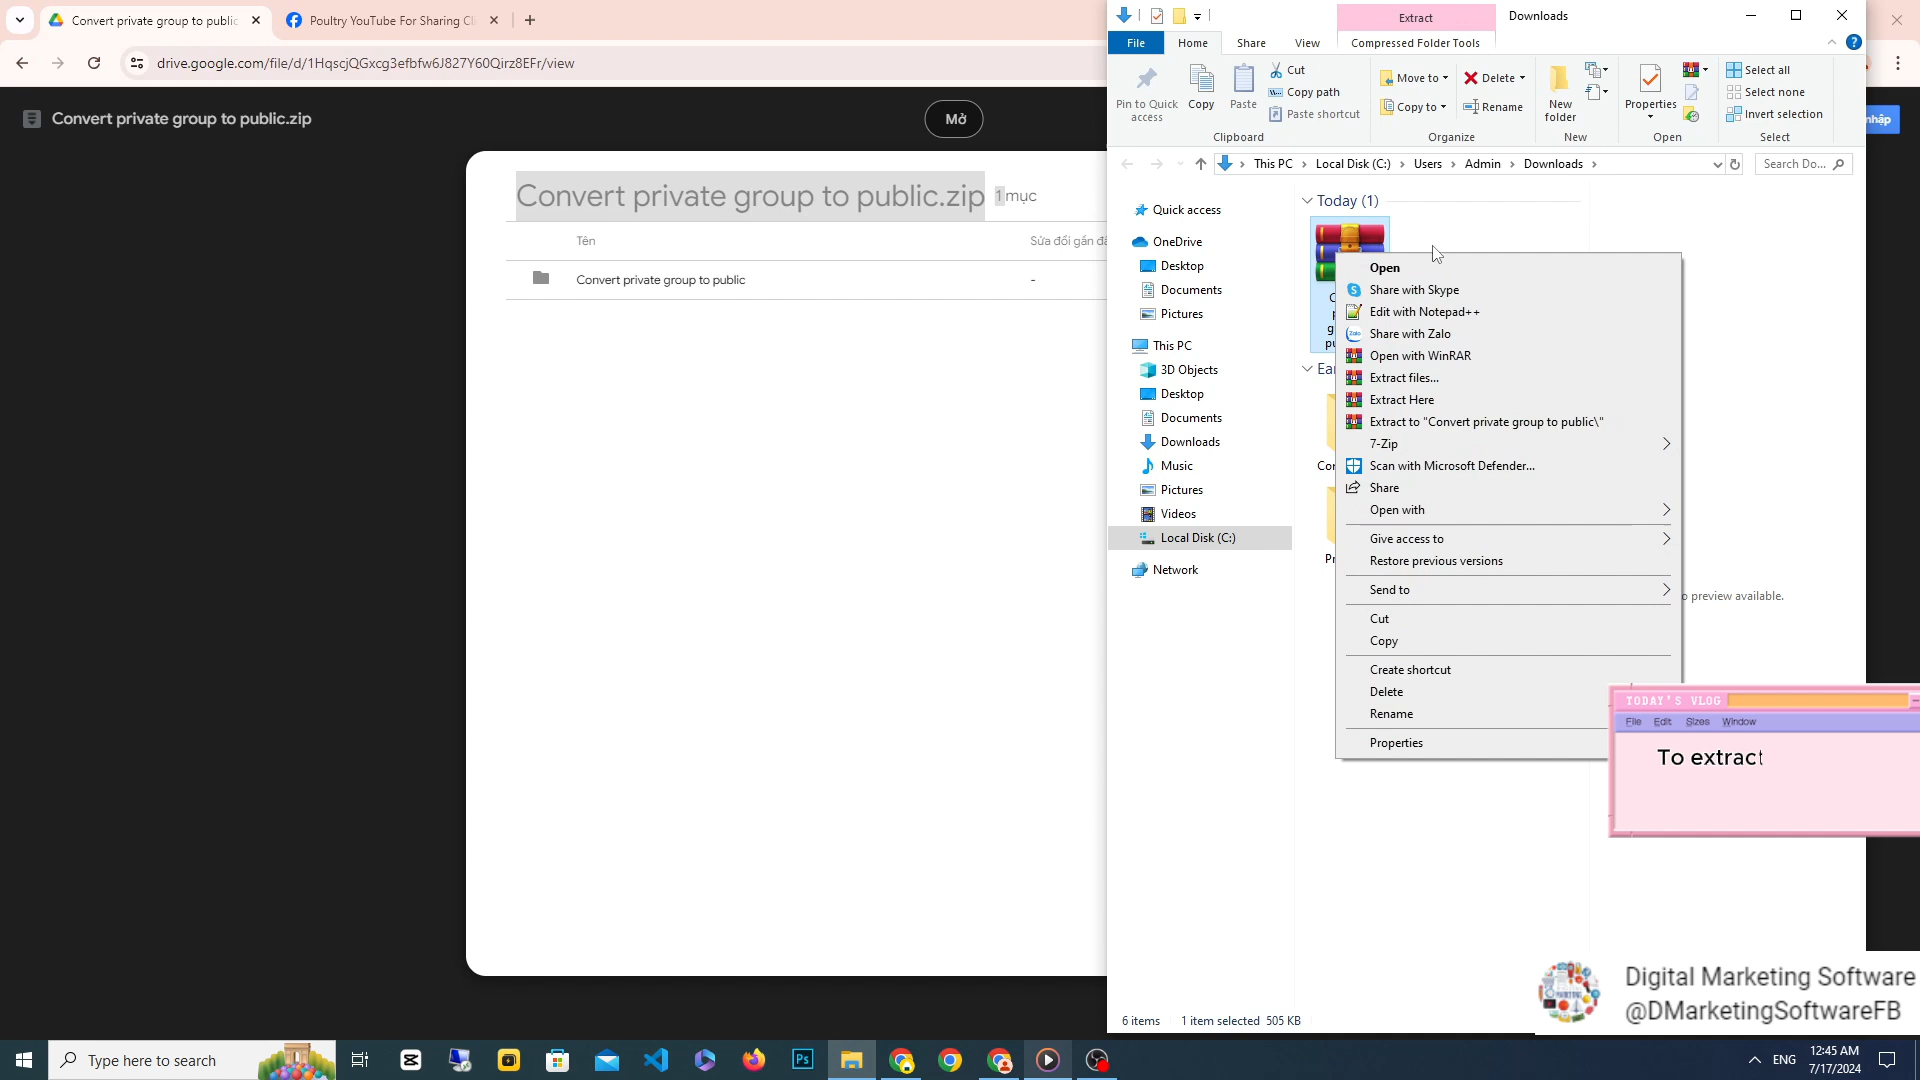 Convert private group to public
Poultry YouTube For Sharing Cl
drive.google.com/file/d/1HqscjQGxcg3efbfw6J827Y60Qirz8EFr/view
Convert private group to public.zip
Mở
nhập
Convert private group to public.zip 1 mục
Tên
Sửa đổi gần đâ
Convert private group to public
-
Extract
Downloads
File
Home
Share
View
Compressed Folder Tools
Pin to Quick access
Copy
Paste
Cut
Copy path
Paste shortcut
Clipboard
Move to
Copy to
Delete
Rename
Organize
New folder
New
Properties
Open
Select all
Select none
Invert selection
Select
This PC
Local Disk (C:)
Users
Admin
Downloads
Search Do...
Quick access
OneDrive
Desktop
Documents
Pictures
This PC
3D Objects
Desktop
Documents
Downloads
Music
Pictures
Videos
Local Disk (C:)
Network
Today (1)
Open
Share with Skype
Edit with Notepad++
Share with Zalo
Open with WinRAR
Extract files...
Extract Here
Extract to "Convert private group to public\"
7-Zip
Scan with Microsoft Defender...
Share
Open with
Give access to
Restore previous versions
Send to
Cut
Copy
Create shortcut
Delete
Rename
Properties
o preview available.
TODAY'S VLOG
File Edit Sizes Window
To extract
Digital Marketing Software
@DMarketingSoftwareFB
6 items
1 item selected 505 KB
Type here to search
ENG
12:45 AM
7/17/2024